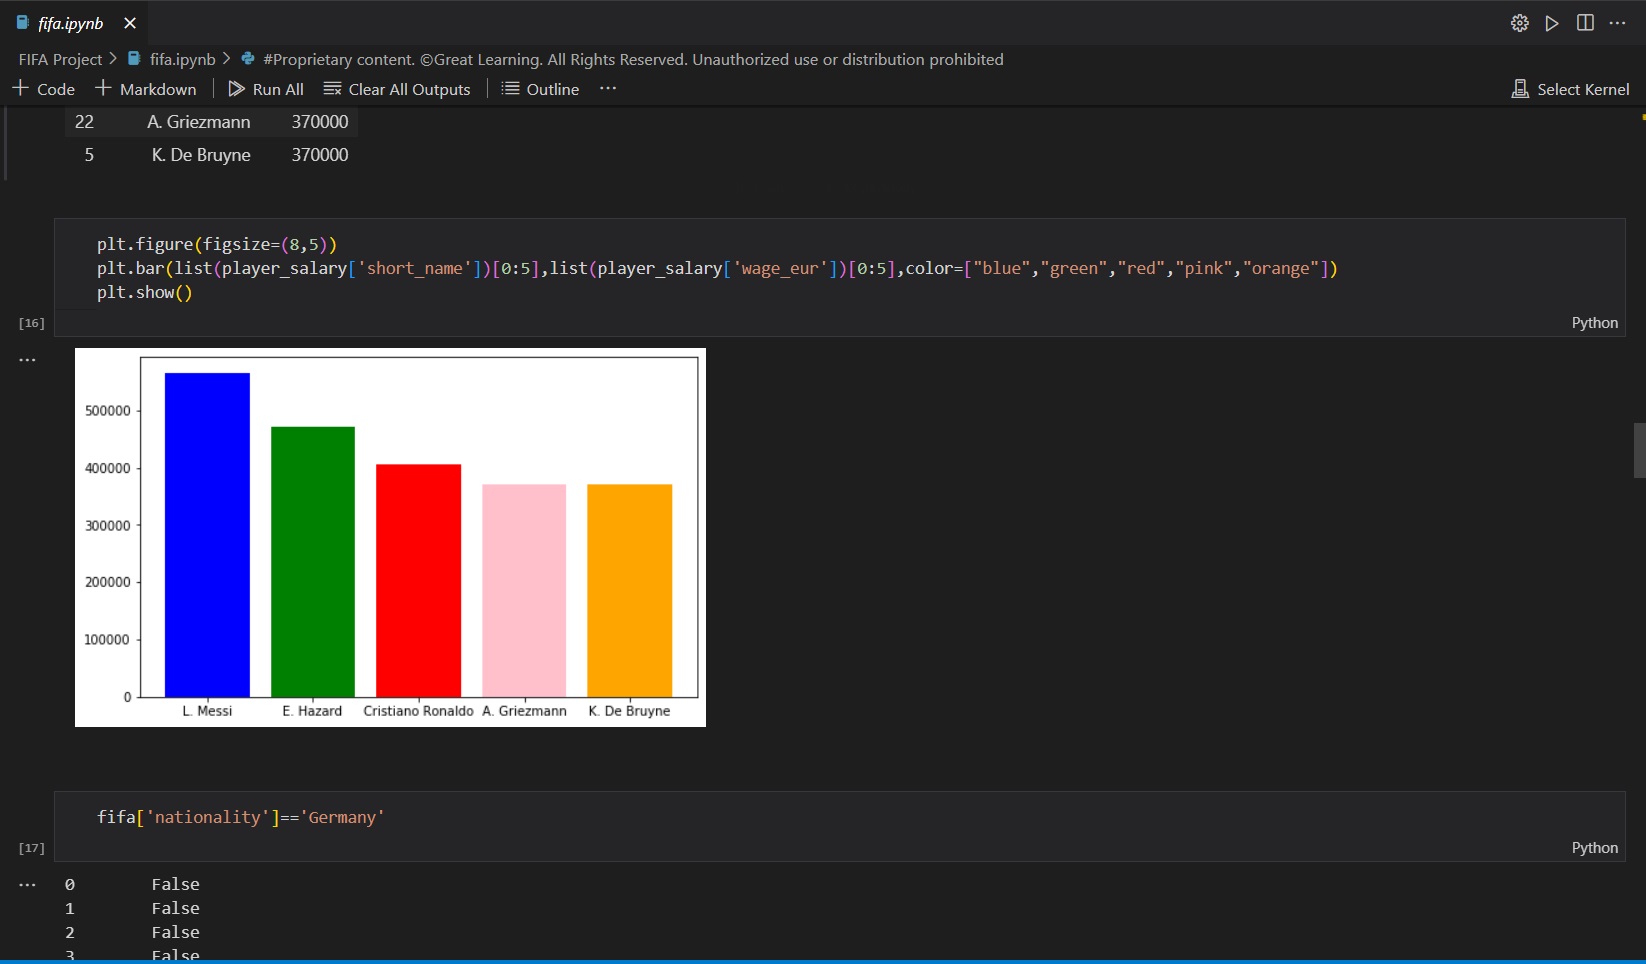 fifa.ipynb
FIFA Project > fifa.ipynb > #Proprietary content. ©Great Learning. All Rights Reserved. Unauthorized use or distribution prohibited
+ Code + Markdown Run All Clear All Outputs Outline ... Select Kernel
22 A. Griezmann 370000
5 K. De Bruyne 370000
plt.figure(figsize=(8,5))
plt.bar(list(player_salary['short_name'])[0:5],list(player_salary['wage_eur'])[0:5],color=["blue","green","red","pink","orange"])
plt.show()
[16]
Python
...
500000
400000
300000
200000
100000
0
L. Messi E. Hazard Cristiano Ronaldo A. Griezmann K. De Bruyne
fifa['nationality']=='Germany'
[17]
Python
...
0 False
1 False
2 False
3 False